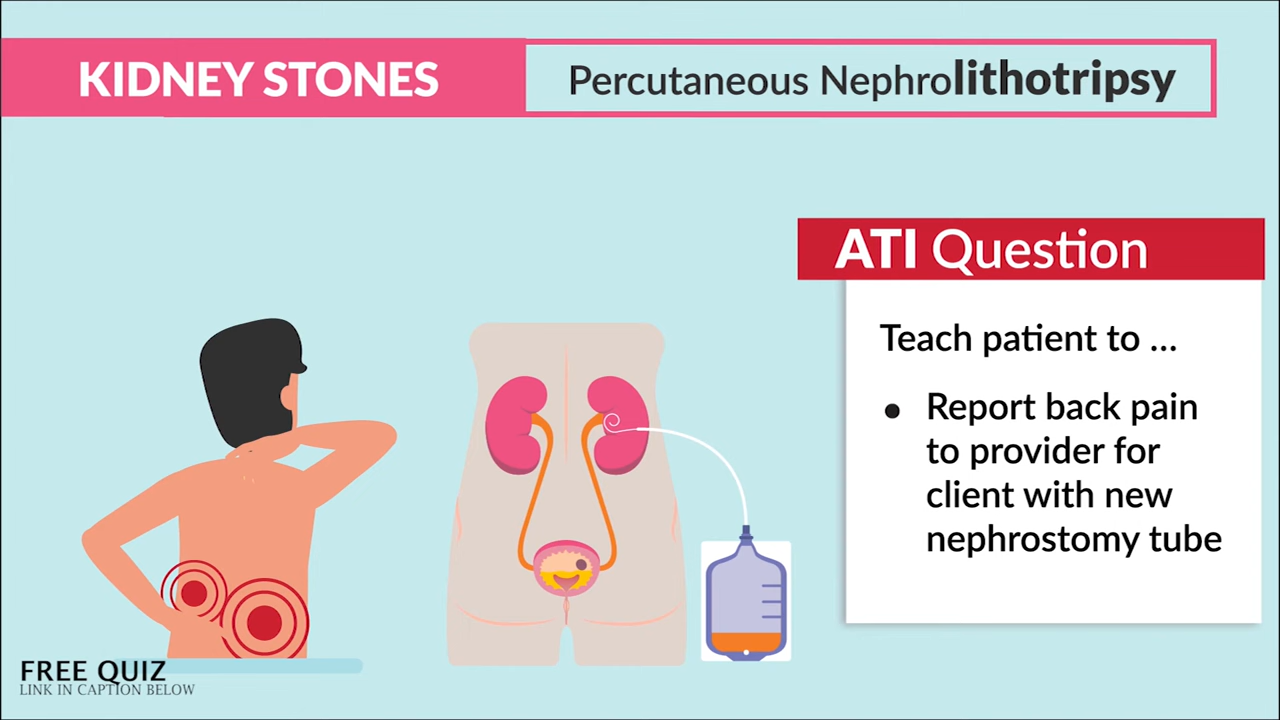 KIDNEY STONES
Percutaneous Nephrolithotripsy
ATI Question
Teach patient to ...
• Report back pain
to provider for
client with new
nephrostomy tube
FREE QUIZ
LINK IN CAPTION BELOW